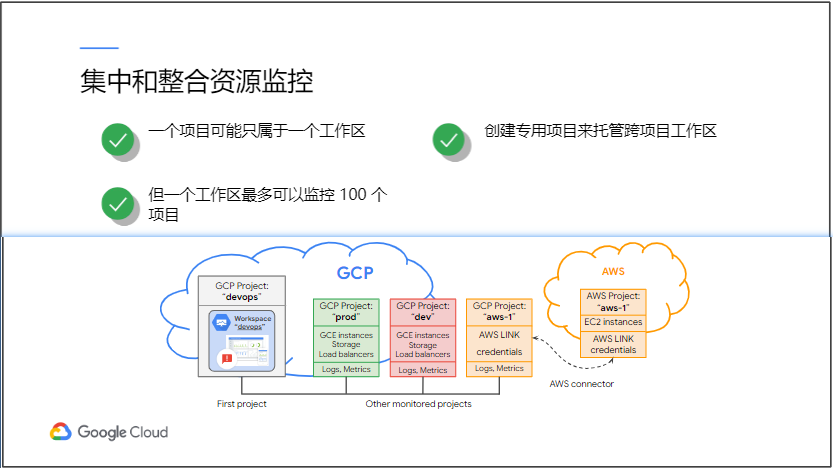 集中和整合资源监控
一个项目可能只属于一个工作区
创建专用项目来托管跨项目工作区
但一个工作区最多可以监控 100 个
项目
GCP
AWS
GCP Project:
"devops"
Workspace
"devops"
GCP Project:
"prod"
GCE instances
Storage
Load balancers
Logs, Metrics
GCP Project:
"dev"
GCE instances
Storage
Load balancers
Logs, Metrics
GCP Project:
"aws-1"
AWS LINK
credentials
Logs, Metrics
AWS Project:
"aws-1"
EC2 instances
AWS LINK
credentials
AWS connector
First project
Other monitored projects
Google Cloud